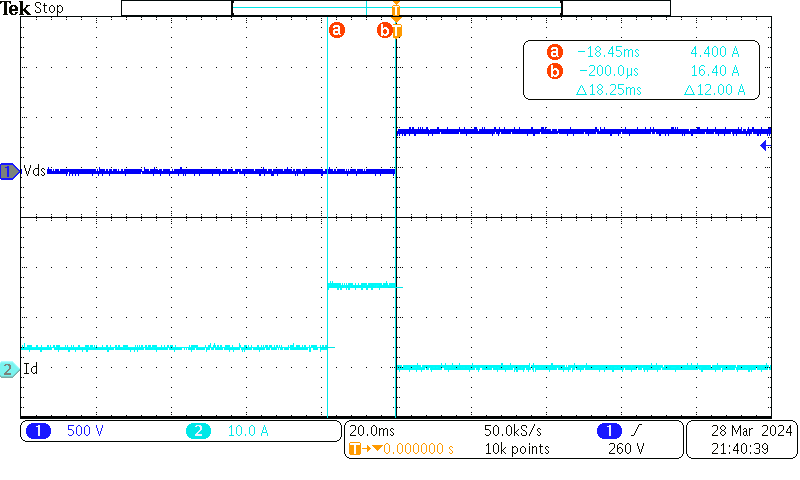 Tek Stop
T
a b T
a −18.45ms 4.400 A
b −200.0µs 16.40 A
Δ18.25ms Δ12.00 A
1 Vds
2 Id
1 500 V 2 10.0 A
20.0ms 50.0kS/s 1
T→▼0.000000 s 10k points 260 V
28 Mar 2024
21:40:39